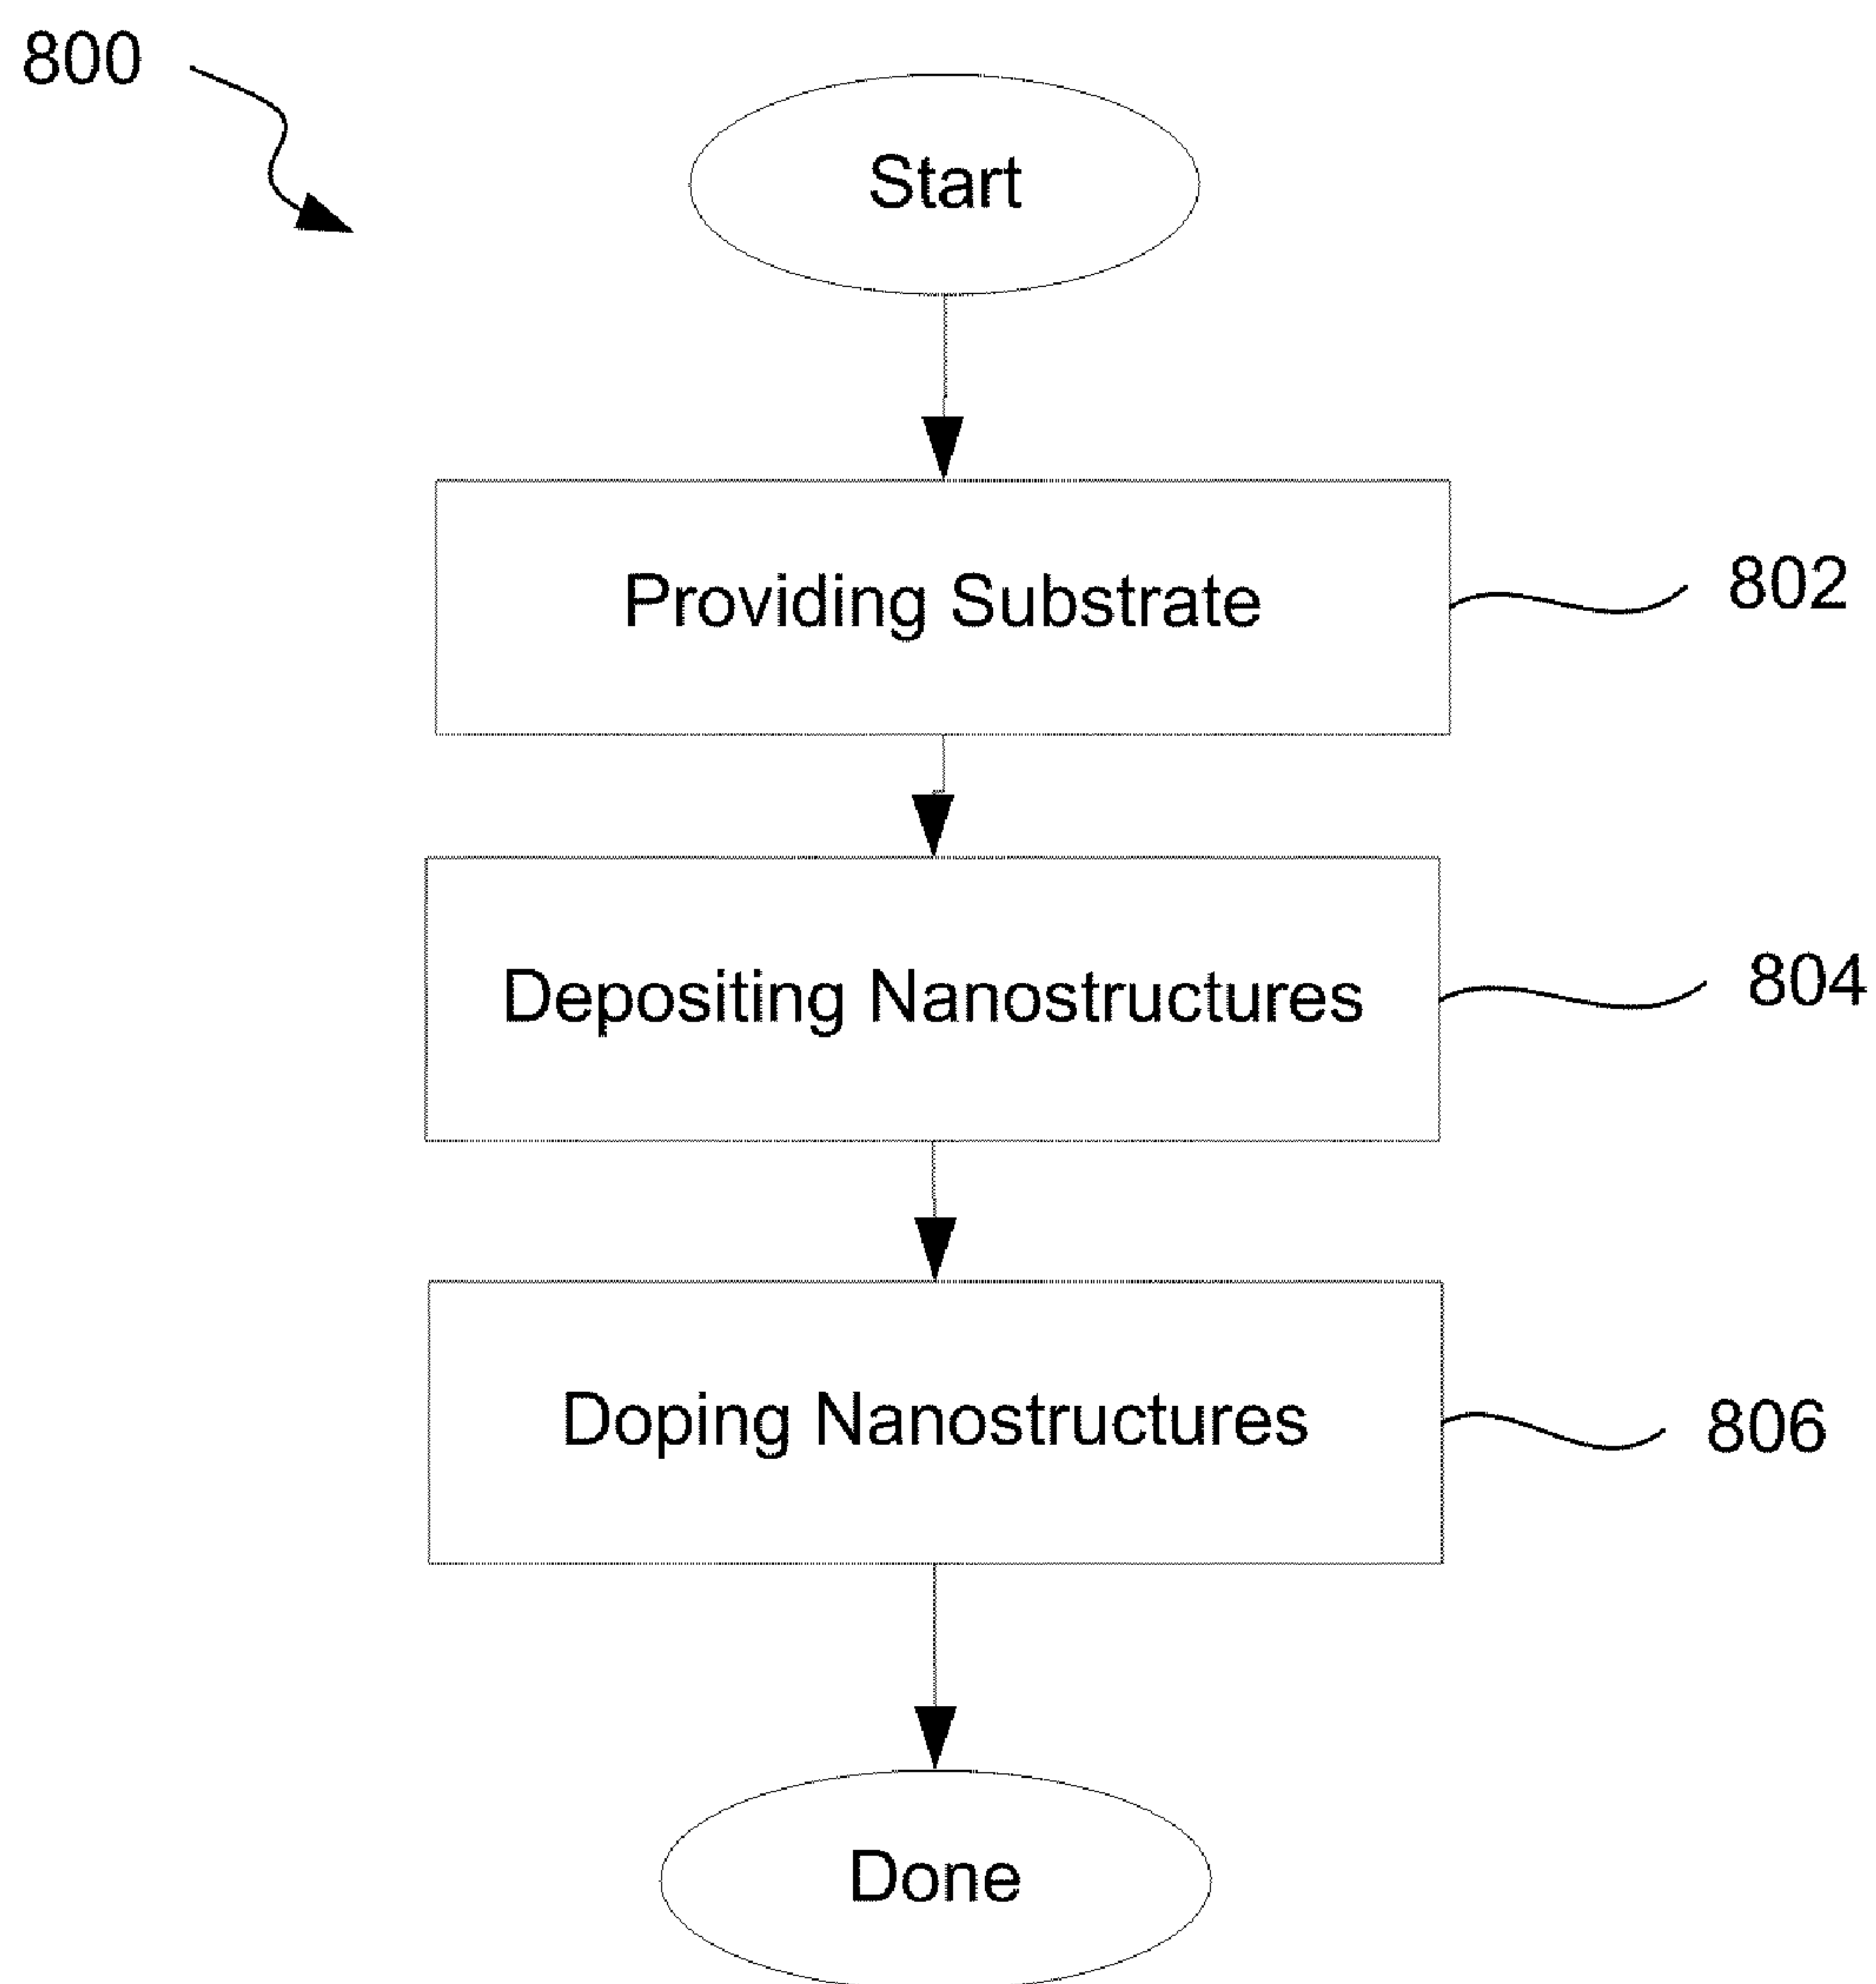 800
Start
Providing Substrate
802
Depositing Nanostructures
804
Doping Nanostructures
806
Done